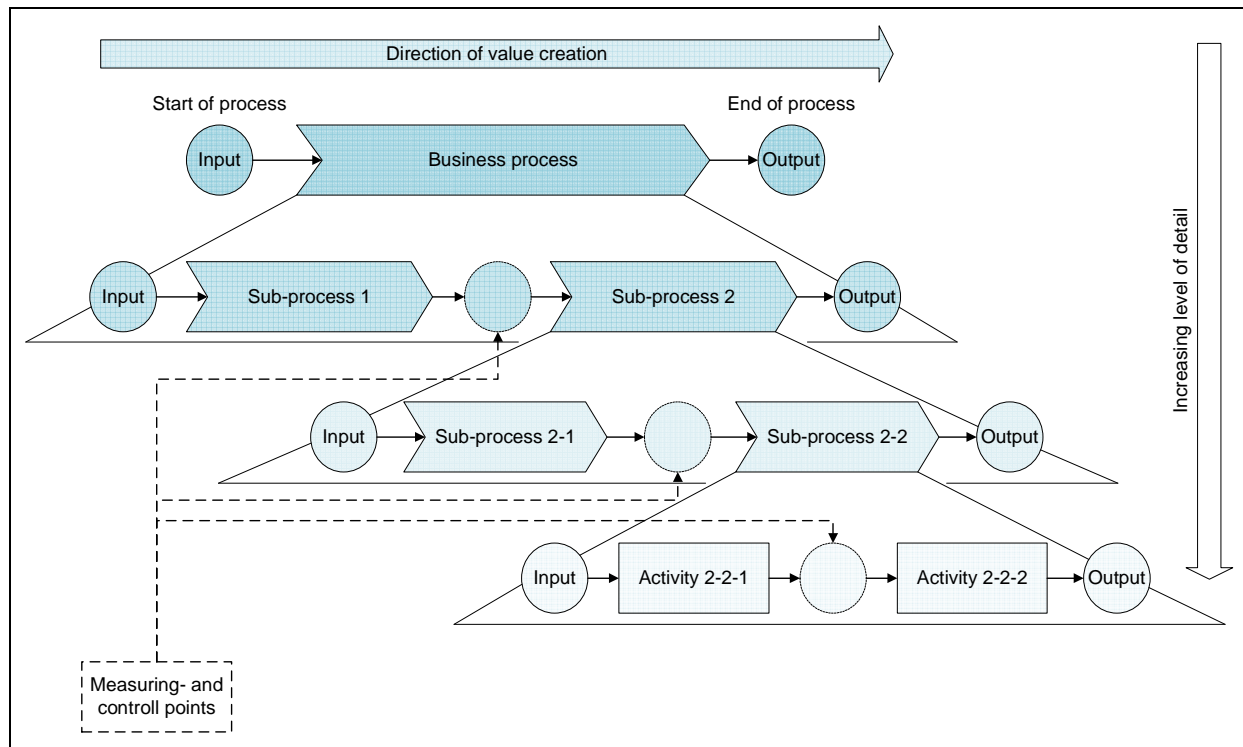 Direction of value creation
Start of process
End of process
Input
Business process
Output
Increasing level of detail
Input
Sub-process 1
Sub-process 2
Output
Input
Sub-process 2-1
Sub-process 2-2
Output
Input
Activity 2-2-1
Activity 2-2-2
Output
Measuring- and
controll points